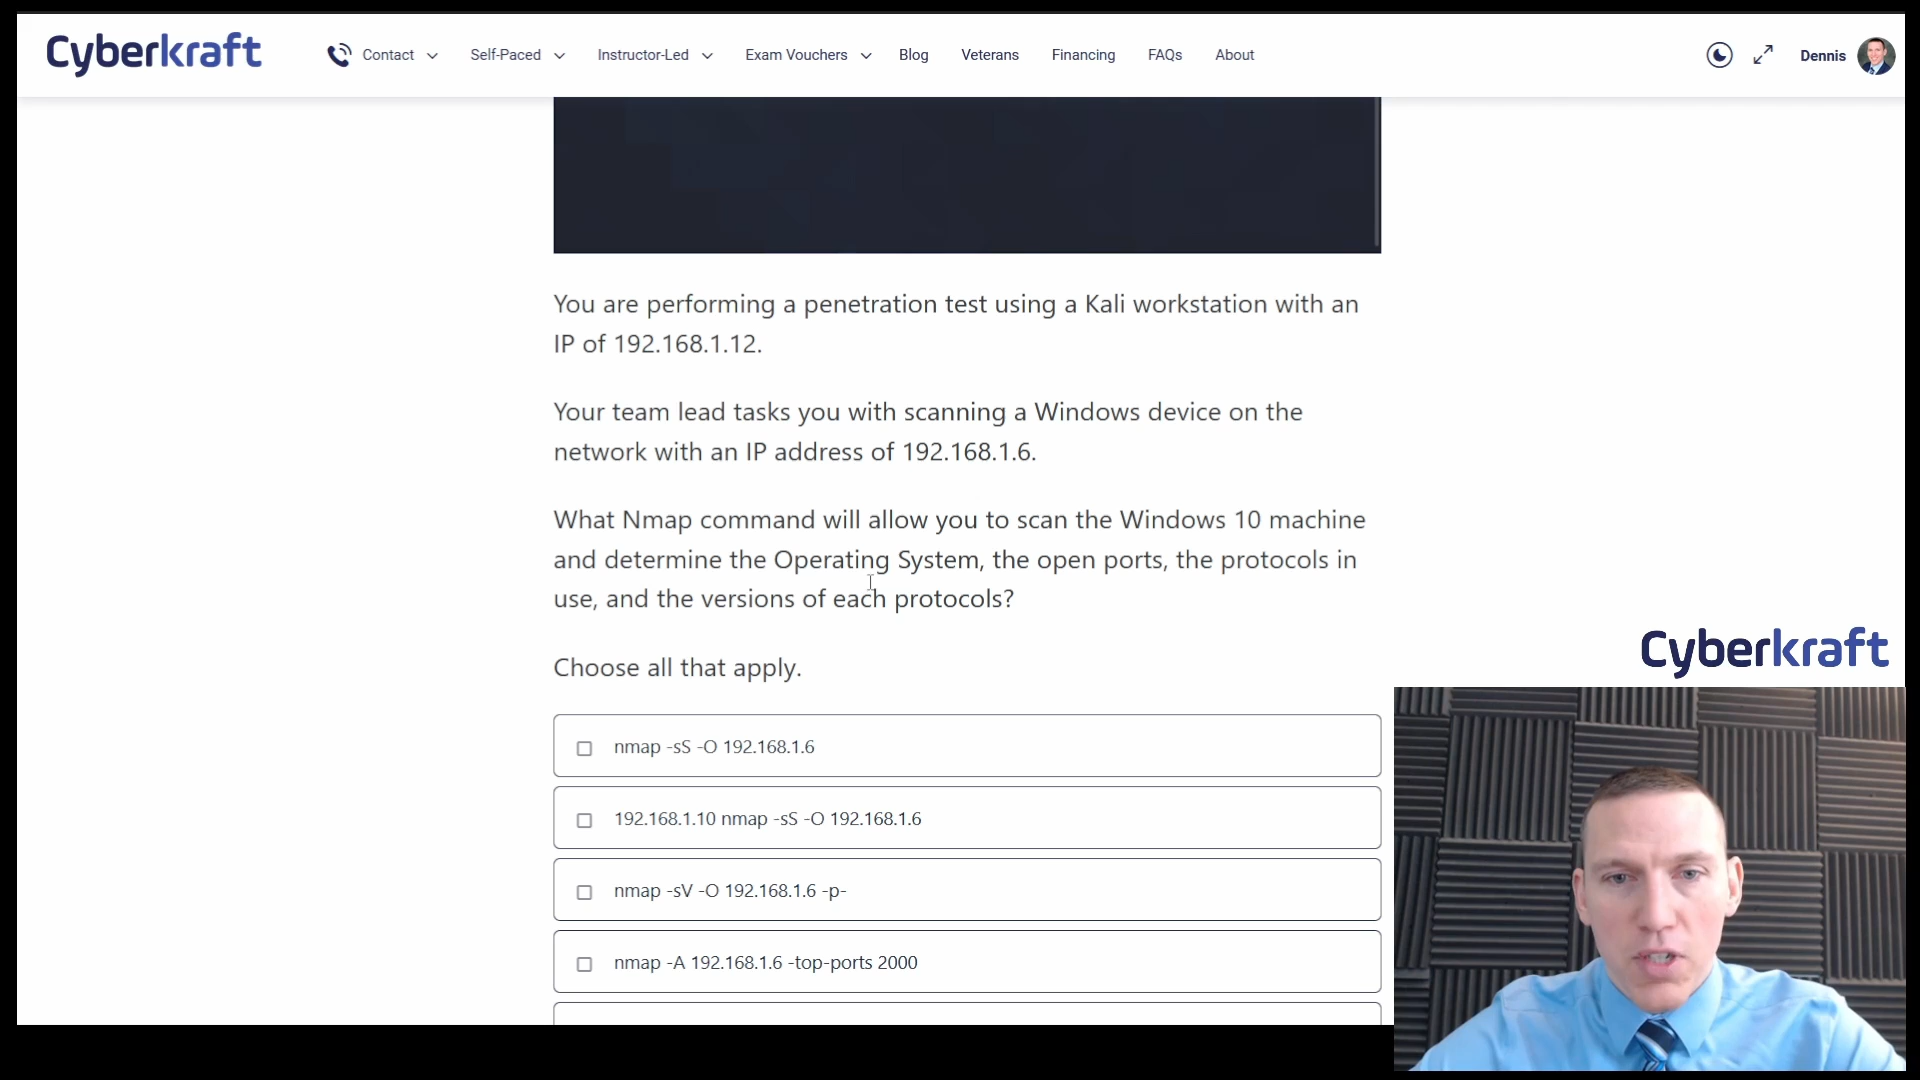 Cyberkraft
Contact
Self-Paced
Instructor-Led
Exam Vouchers
Blog
Veterans
Financing
FAQs
About
Dennis
You are performing a penetration test using a Kali workstation with an
IP of 192.168.1.12.
Your team lead tasks you with scanning a Windows device on the
network with an IP address of 192.168.1.6.
What Nmap command will allow you to scan the Windows 10 machine
and determine the Operating System, the open ports, the protocols in
use, and the versions of each protocols?
Choose all that apply.
nmap -sS -O 192.168.1.6
192.168.1.10 nmap -sS -O 192.168.1.6
nmap -sV -O 192.168.1.6 -p-
nmap -A 192.168.1.6 -top-ports 2000
Cyberkraft